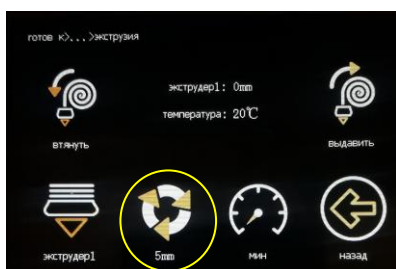 готов к>...>экструзия
экструдер1: 0mm
температура: 20℃
втянуть
выдавить
экструдер1
5mm
мин
назад